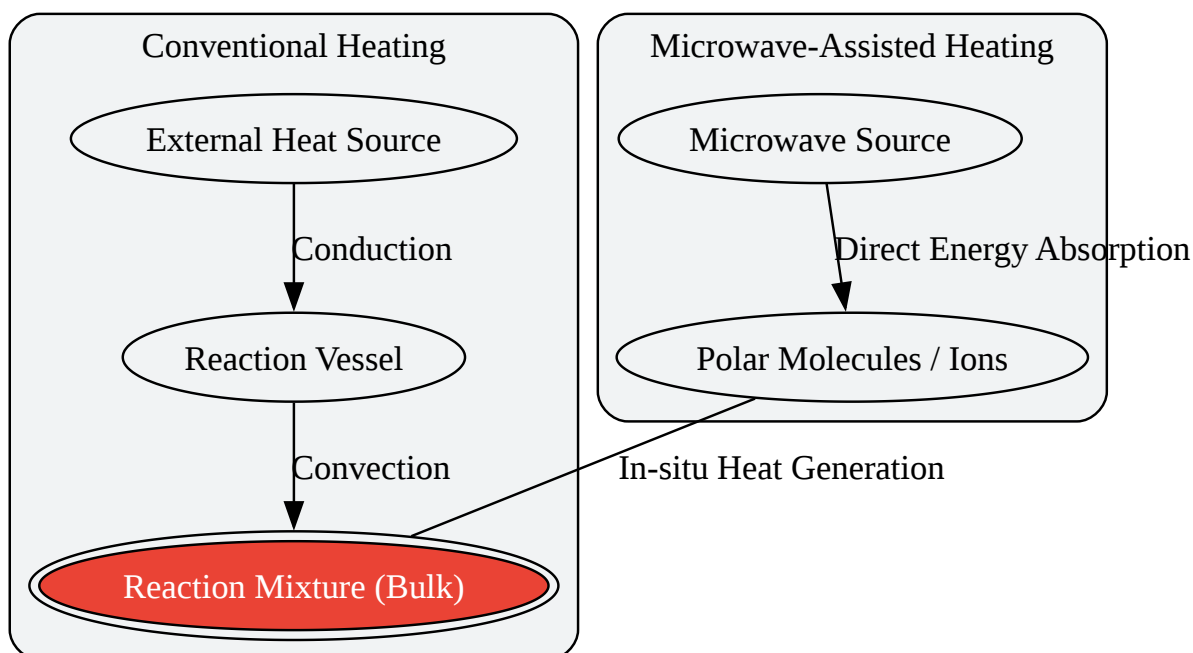 Conventional Heating
External Heat Source
Conduction
Reaction Vessel
Convection
Reaction Mixture (Bulk)
Microwave-Assisted Heating
Microwave Source
Direct Energy Absorption
Polar Molecules / Ions
In-situ Heat Generation